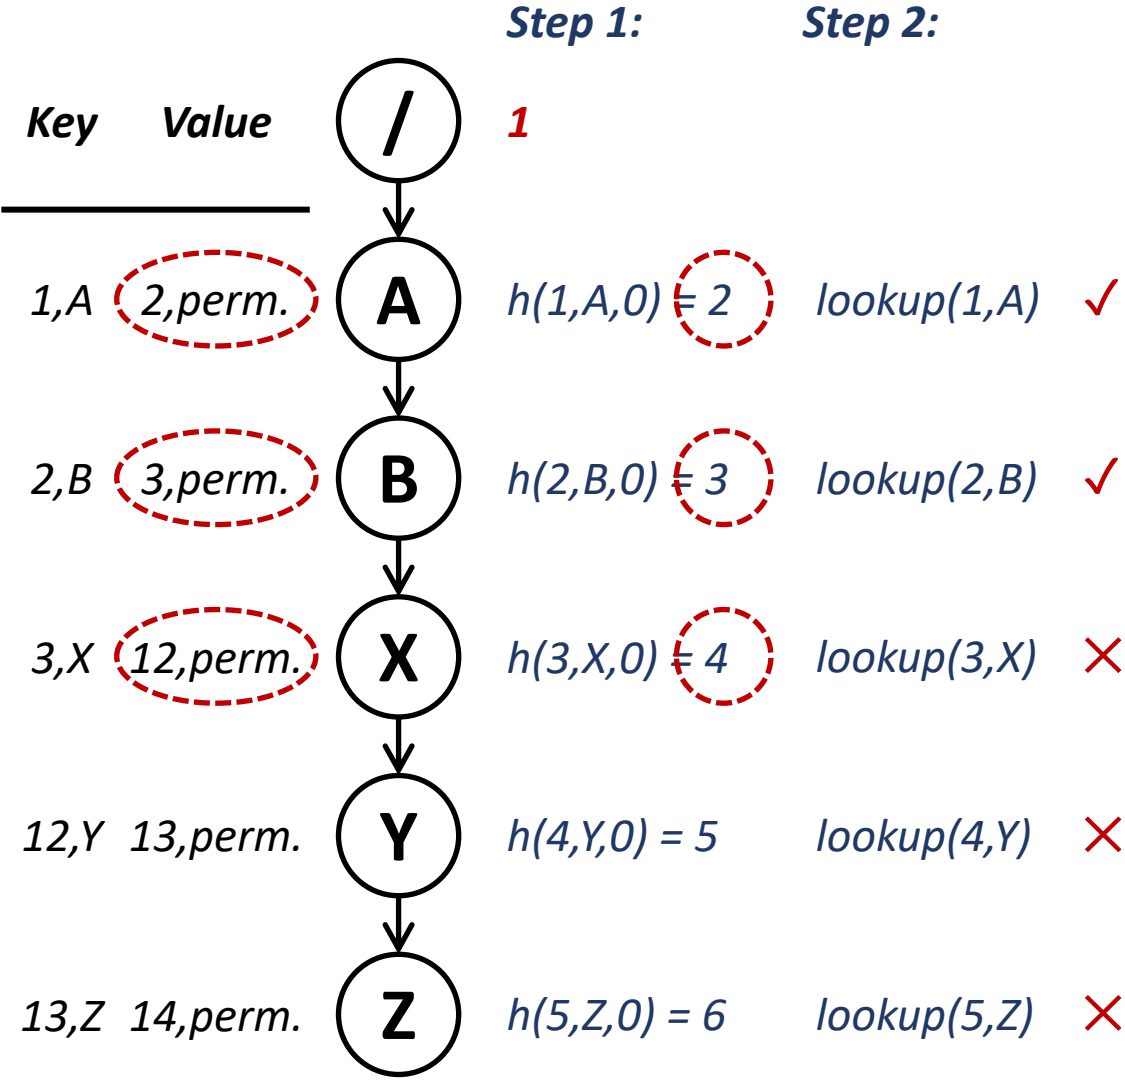 Step 1: Step 2:
Key Value / 1
1,A 2,perm. A h(1,A,0) = 2 lookup(1,A) ✓
2,B 3,perm. B h(2,B,0) = 3 lookup(2,B) ✓
3,X 12,perm. X h(3,X,0) = 4 lookup(3,X) ✕
12,Y 13,perm. Y h(4,Y,0) = 5 lookup(4,Y) ✕
13,Z 14,perm. Z h(5,Z,0) = 6 lookup(5,Z) ✕